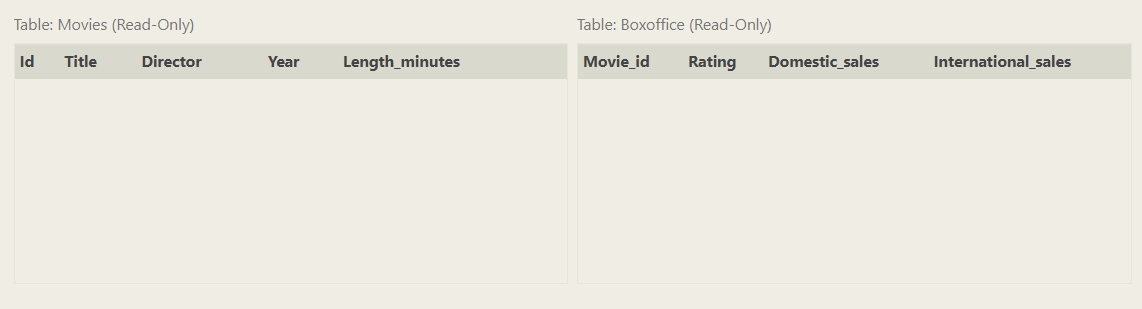 Table: Movies (Read-Only)
Id Title Director Year Length_minutes
Table: Boxoffice (Read-Only)
Movie_id Rating Domestic_sales International_sales